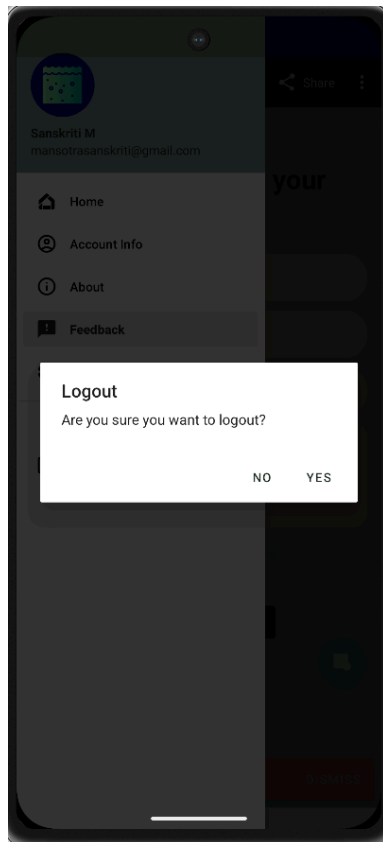 Share
Sanskriti M
mansotrasanskriti@gmail.com
your
Home
Account Info
About
Feedback
Logout
Are you sure you want to logout?
NO YES